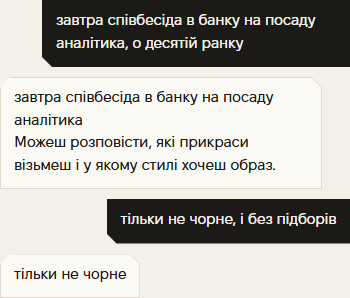 завтра співбесіда в банку на посаду
аналітика, о десятій ранку
завтра співбесіда в банку на посаду
аналітика
Можеш розповісти, які прикраси
візьмеш і у якому стилі хочеш образ.
тільки не чорне, і без підборів
тільки не чорне